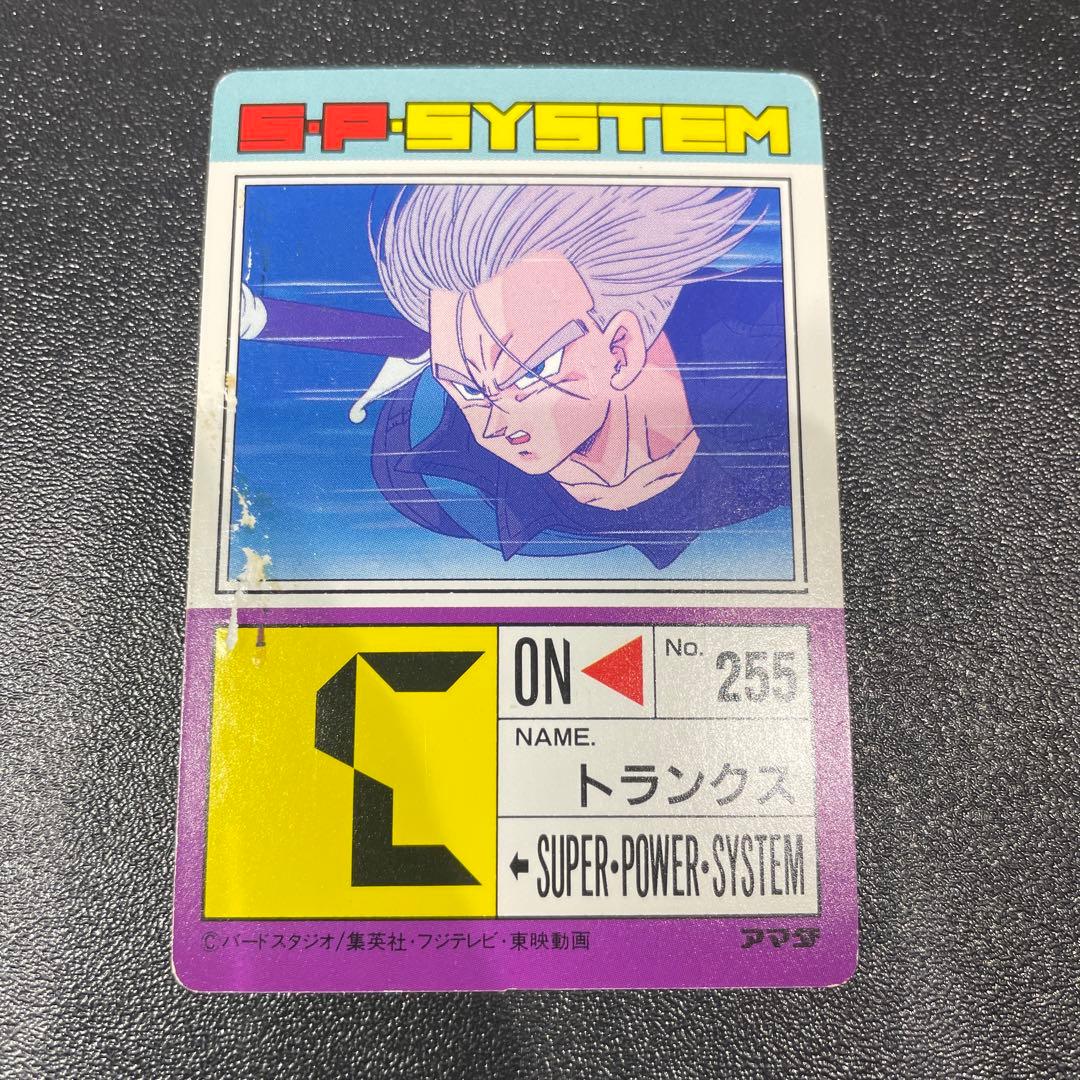 S・P・SYSTEM
ON
No. 255
NAME.
トランクス
SUPER・POWER・SYSTEM
©バードスタジオ/集英社・フジテレビ・東映動画
アマダ